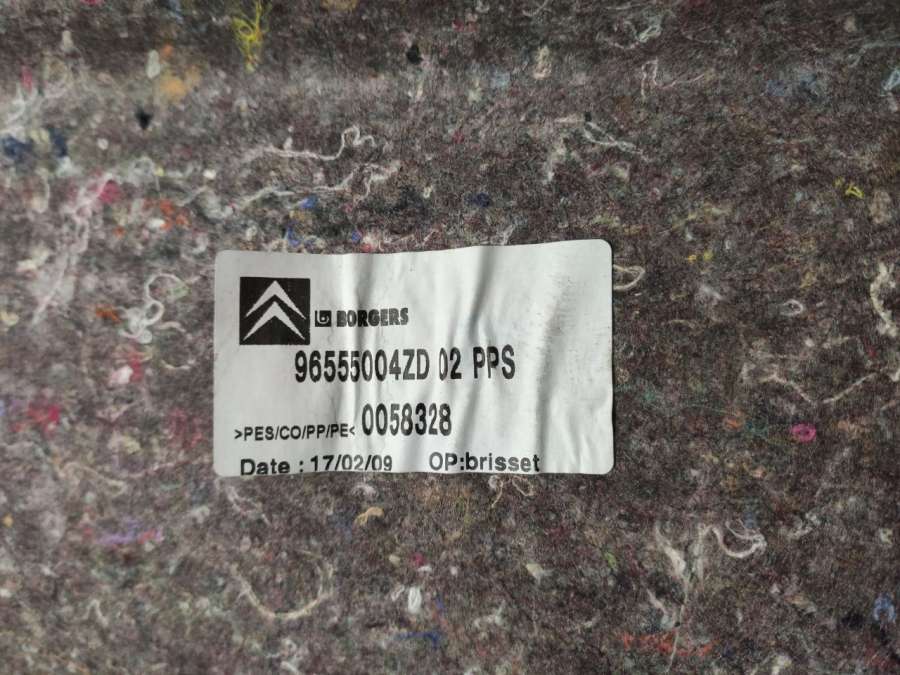 BORGERS
96555004ZD 02 PPS
>PES/CO/PP/PE< 0058328
Date : 17/02/09 OP:brisset